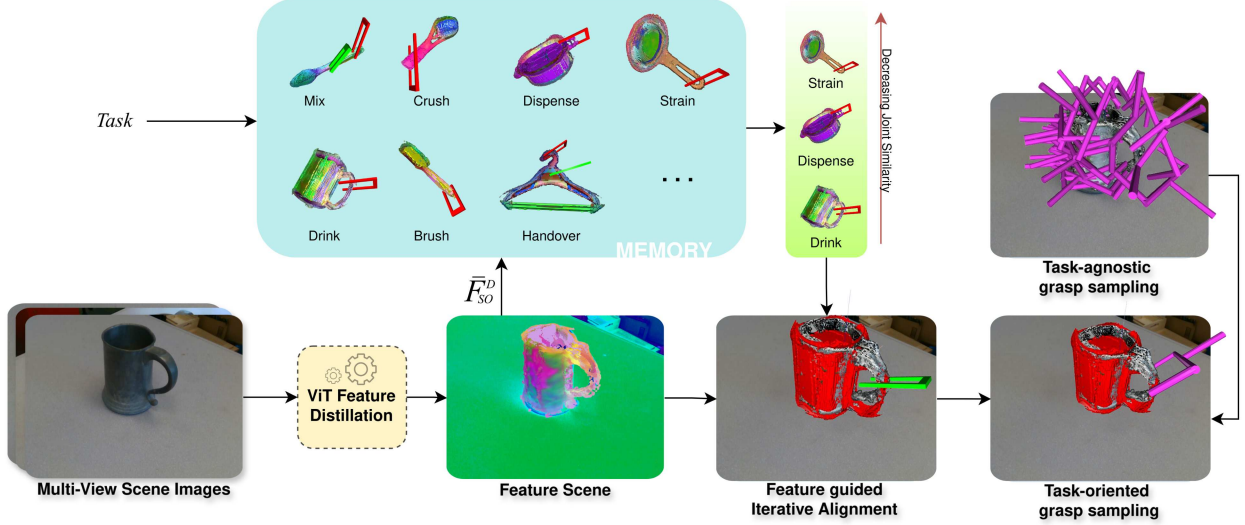 Task
Mix
Crush
Dispense
Strain
Drink
Brush
Handover
...
MEMORY
Strain
Dispense
Drink
Decreasing Joint Similarity
Task-agnostic
grasp sampling
F̅_{SO}^{D}
Multi-View Scene Images
ViT Feature
Distillation
Feature Scene
Feature guided
Iterative Alignment
Task-oriented
grasp sampling